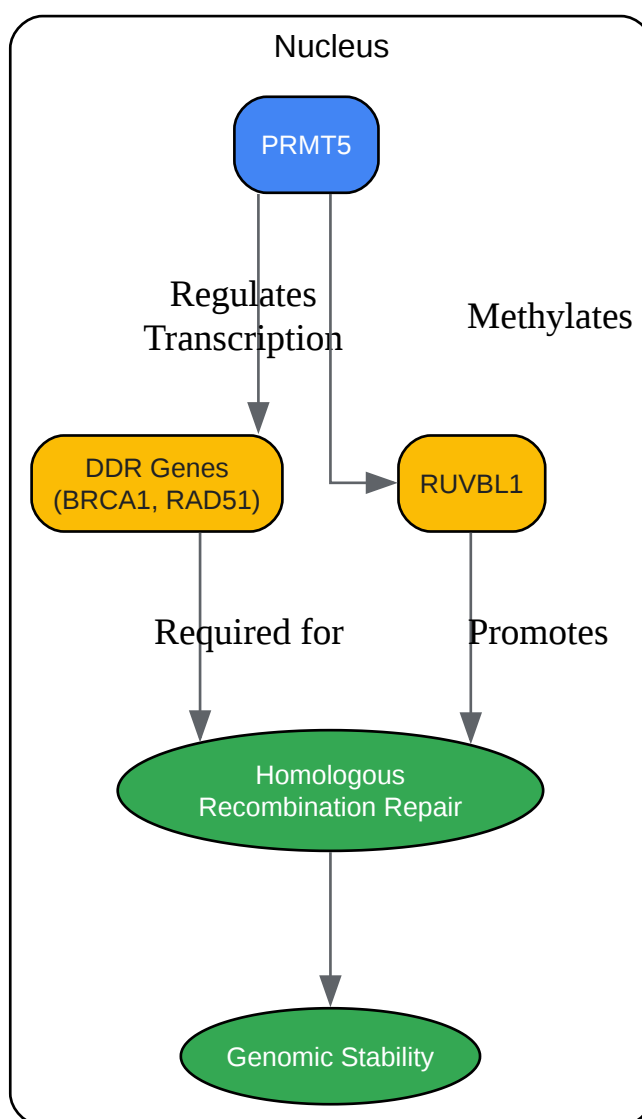 Nucleus
PRMT5
Regulates
Transcription
Methylates
DDR Genes
(BRCA1, RAD51)
RUVBL1
Required for
Promotes
Homologous
Recombination Repair
Genomic Stability